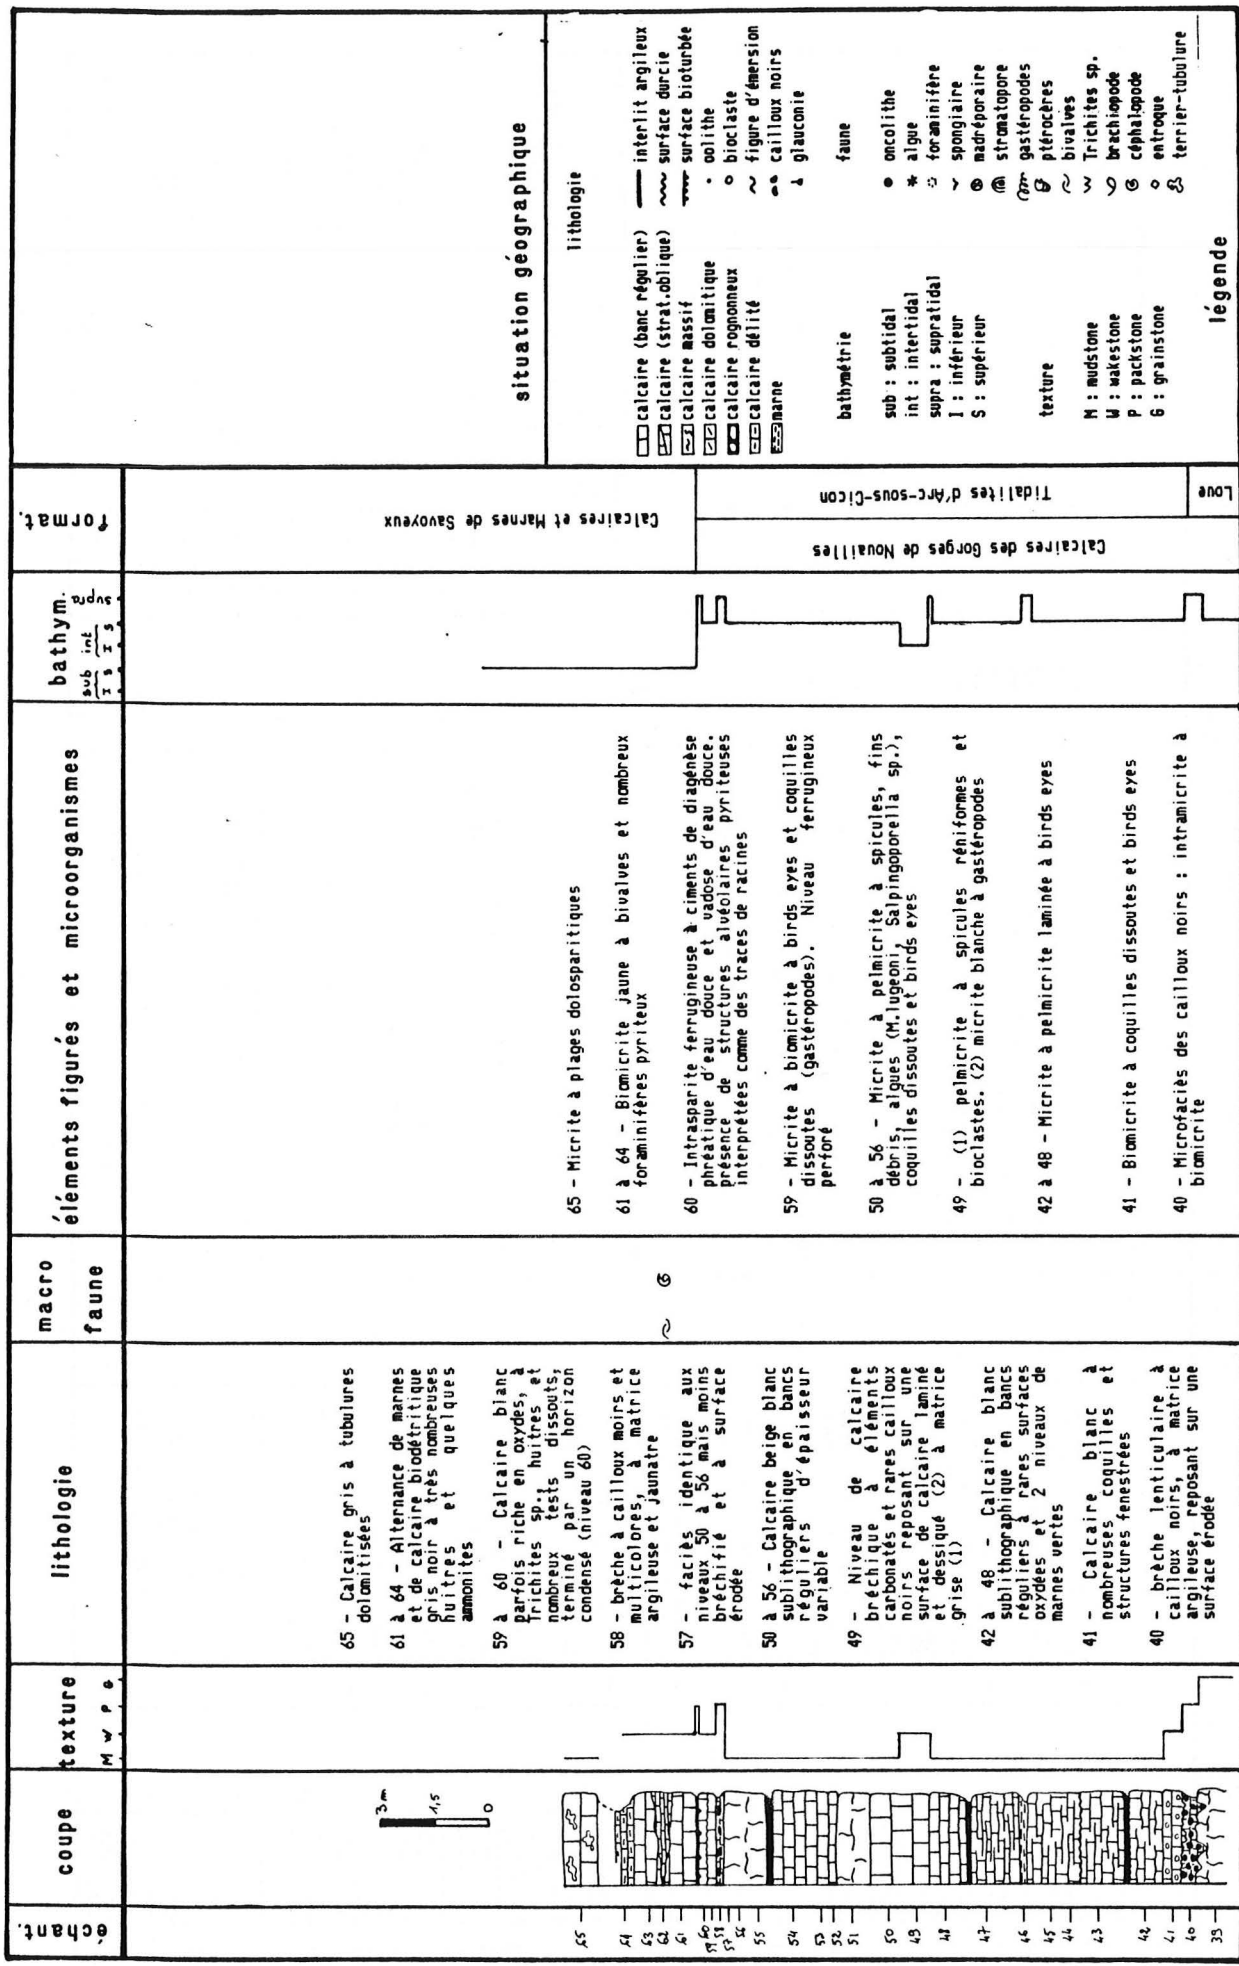 échant.
coupe
texture
M W P G
lithologie
macro
faune
éléments figurés et microorganismes
bathym.
sub int supra
I S I S
format.
3 m
1,5
0
65
64
63
62
61
60
59
58
57
56
55
54
53
52
51
50
49
48
47
46
45
44
43
42
41
40
39
65 - Calcaire gris à tubulures
dolomitisées
61 à 64 - Alternance de marnes
et de calcaire biodétritique
gris noir à très nombreuses
huitres et quelques
ammonites
59 à 60 - Calcaire blanc
parfois riche en oxydes, à
Trichites sp., huitres et
nombreux tests dissouts,
terminé par un horizon
condensé (niveau 60)
58 - brèche à cailloux noirs et
multicolores, à matrice
argileuse et jaunatre
57 - faciès identique aux
niveaux 50 à 56 mais moins
bréchifié et à surface
érodée
50 à 56 - Calcaire beige blanc
sublithographique en bancs
réguliers d'épaisseur
variable
49 - Niveau de calcaire
bréchique à éléments
carbonatés et rares cailloux
noirs reposant sur une
surface de calcaire laminé
et dessiqué (2) à matrice
grise (1)
42 à 48 - Calcaire blanc
sublithographique en bancs
réguliers à rares surfaces
oxydées et 2 niveaux de
marnes vertes
41 - Calcaire blanc à
nombreuses coquilles et
structures fenestrées
40 - brèche lenticulaire à
cailloux noirs, à matrice
argileuse, reposant sur une
surface érodée
65 - Micrite à plages dolosparitiques
61 à 64 - Biomicrite jaune à bivalves et nombreux
foraminifères pyriteux
60 - Intrasparite ferrugineuse à ciments de diagénèse
phréatique d'eau douce et vadose d'eau douce.
présence de structures alvéolaires pyriteuses
interprétées comme des traces de racines
59 - Micrite à biomicrite à birds eyes et coquilles
dissoutes (gastéropodes). Niveau ferrugineux
perforé
50 à 56 - Micrite à pelmicrite à spicules, fins
débris, algues (M.lugeoni, Salpingoporella sp.),
coquilles dissoutes et birds eyes
49 - (1) pelmicrite à spicules réniformes et
bioclastes. (2) micrite blanche à gastéropodes
42 à 48 - Micrite à pelmicrite laminée à birds eyes
41 - Biomicrite à coquilles dissoutes et birds eyes
40 - Microfaciès des cailloux noirs : intramicrite à
biomicrite
Calcaires et Marnes de Savoyeux
Tidalites d'Arc-sous-Cicon
Loue
Calcaires des Gorges de Nouailles
situation géographique
lithologie
calcaire (banc régulier)
calcaire (strat.oblique)
calcaire massif
calcaire dolomitique
calcaire rognonneux
calcaire délité
marne
interlit argileux
surface durcie
surface bioturbée
oolithe
bioclaste
figure d'émersion
cailloux noirs
glauconie
bathymétrie
sub : subtidal
int : intertidal
supra : supratidal
I : inférieur
S : supérieur
texture
M : mudstone
W : wakestone
P : packstone
G : grainstone
faune
oncolithe
algue
foraminifère
spongiaire
madréporaire
stromatopore
gastéropodes
ptérocères
bivalves
Trichites sp.
brachiopode
céphalopode
entroque
terrier-tubulure
légende